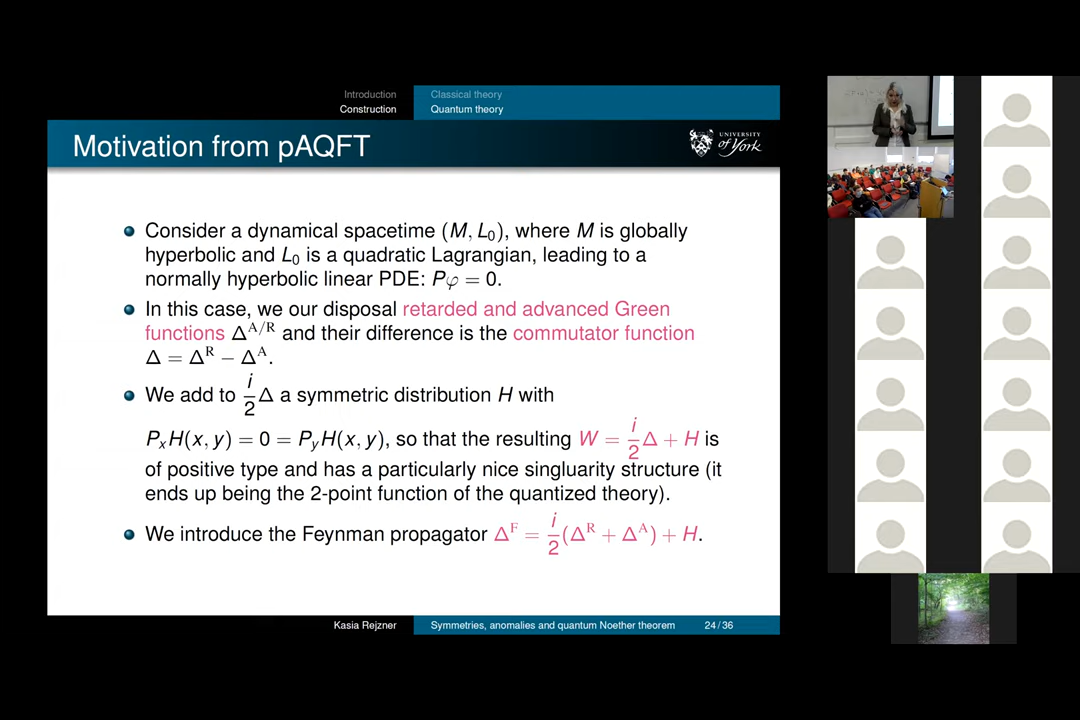 Introduction
Construction
Classical theory
Quantum theory
Motivation from pAQFT
UNIVERSITY
of York
Consider a dynamical spacetime (M, L₀), where M is globally
hyperbolic and L₀ is a quadratic Lagrangian, leading to a
normally hyperbolic linear PDE: Pφ = 0.
In this case, we our disposal retarded and advanced Green
functions Δ^A/R and their difference is the commutator function
Δ = Δ^R − Δ^A.
We add to i/2 Δ a symmetric distribution H with
PₓH(x, y) = 0 = P_yH(x, y), so that the resulting W = i/2 Δ + H is
of positive type and has a particularly nice singluarity structure (it
ends up being the 2-point function of the quantized theory).
We introduce the Feynman propagator Δ^F = i/2 (Δ^R + Δ^A) + H.
Kasia Rejzner
Symmetries, anomalies and quantum Noether theorem
24 / 36